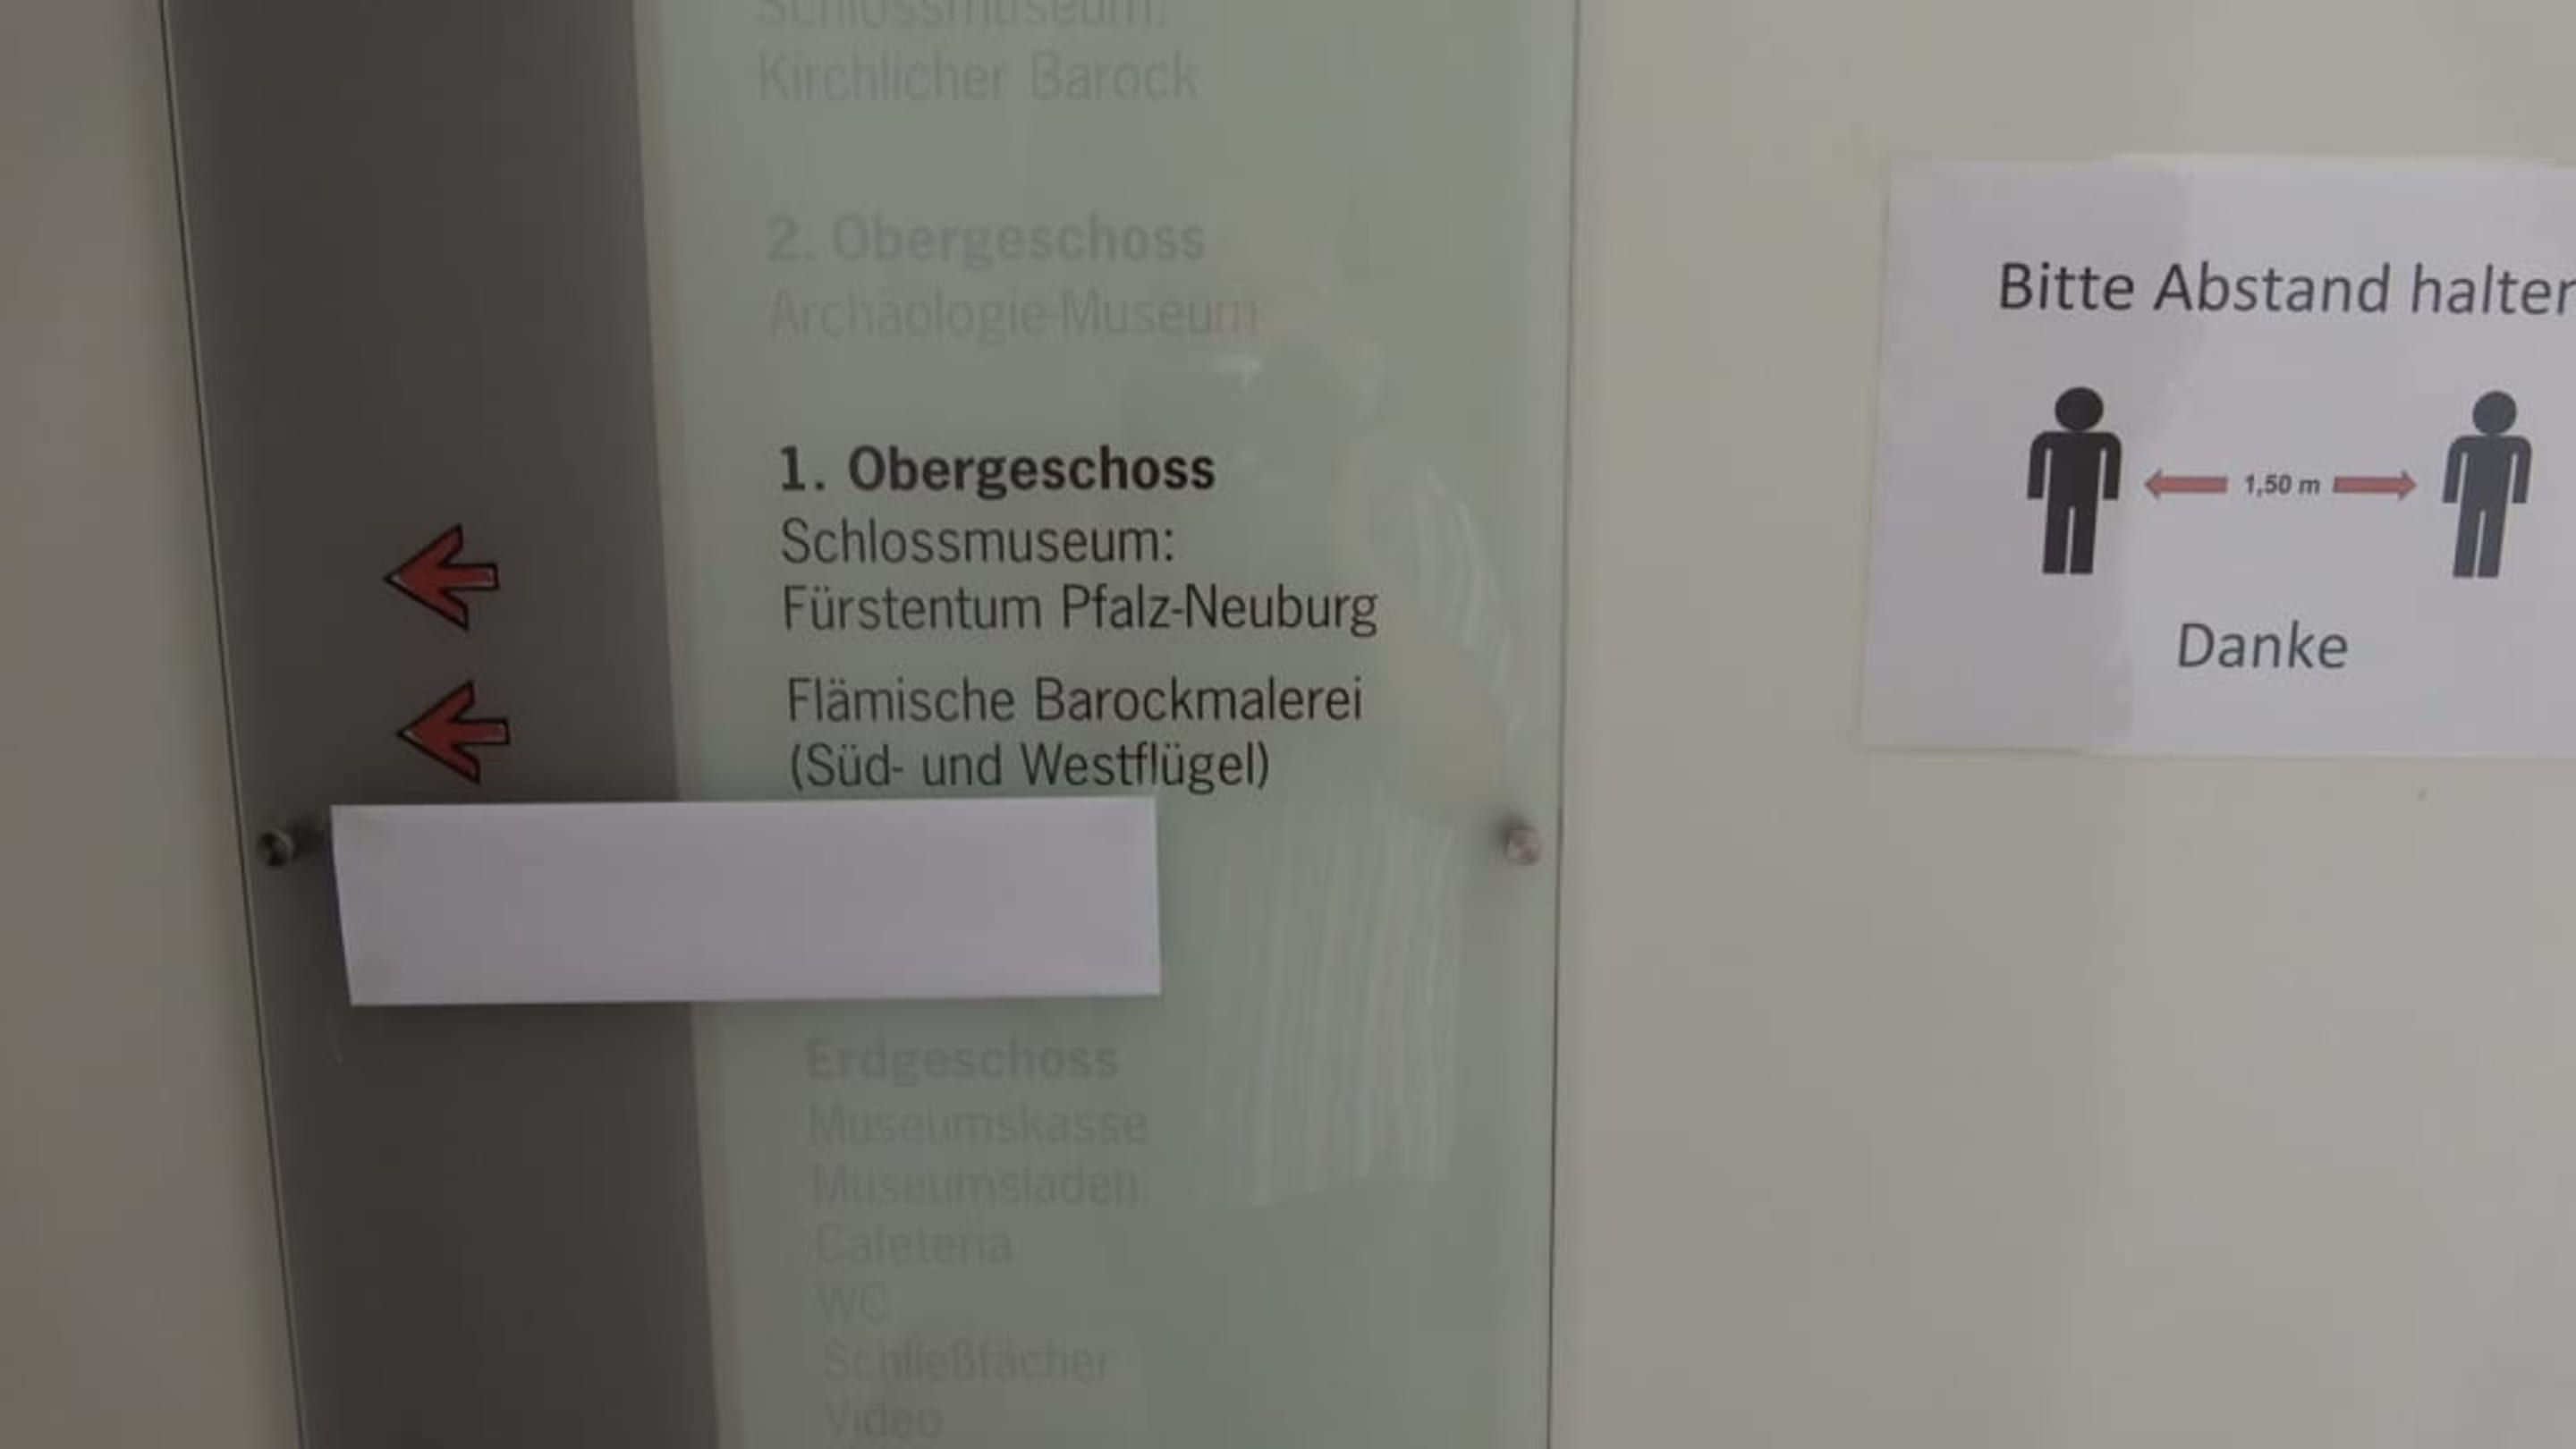 Schlossmuseum:
Kirchlicher Barock
2. Obergeschoss
Archäologie-Museum
1. Obergeschoss
Schlossmuseum:
Fürstentum Pfalz-Neuburg
Flämische Barockmalerei
(Süd- und Westflügel)
Erdgeschoss
Museumskasse
Museumsladen
Cafeteria
WC
Schließfächer
Video
Bitte Abstand halten
1,50 m
Danke